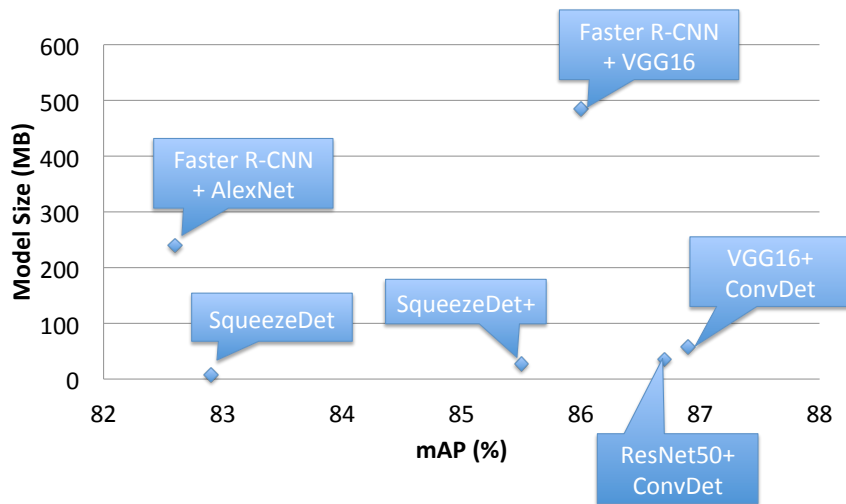 600
500
400
300
200
100
0
Model Size (MB)
Faster R-CNN
+ VGG16
Faster R-CNN
+ AlexNet
VGG16+
ConvDet
SqueezeDet
SqueezeDet+
ResNet50+
ConvDet
82 83 84 85 86 87 88
mAP (%)